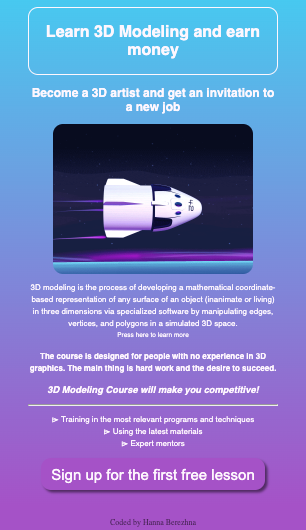 Learn 3D Modeling and earn
money
Become a 3D artist and get an invitation to
a new job
3D modeling is the process of developing a mathematical coordinate-
based representation of any surface of an object (inanimate or living)
in three dimensions via specialized software by manipulating edges,
vertices, and polygons in a simulated 3D space.
Press here to learn more
The course is designed for people with no experience in 3D
graphics. The main thing is hard work and the desire to succeed.
3D Modeling Course will make you competitive!
⩥ Training in the most relevant programs and techniques
⩥ Using the latest materials
⩥ Expert mentors
Sign up for the first free lesson
Coded by Hanna Berezhna